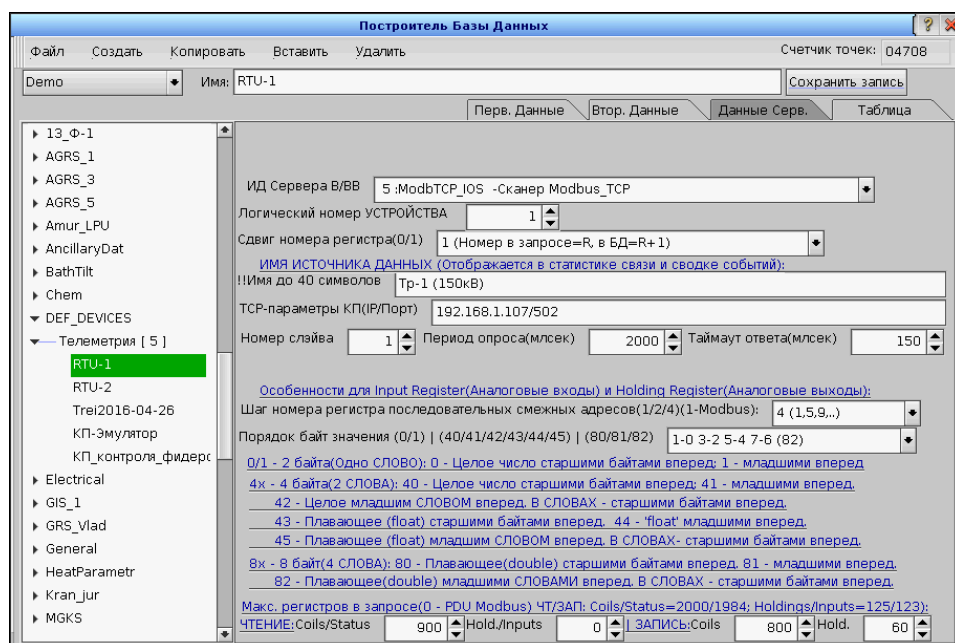 Построитель Базы Данных
Файл Создать Копировать Вставить Удалить Счетчик точек: 04708
Demo Имя: RTU-1 Сохранить запись
Перв. Данные Втор. Данные Данные Серв. Таблица
13_Ф-1
AGRS_1
AGRS_3
AGRS_5
Amur_LPU
AncillaryDat
BathTilt
Chem
DEF_DEVICES
Телеметрия [ 5 ]
RTU-1
RTU-2
Trei2016-04-26
КП-Эмулятор
КП_контроля_фидерс
Electrical
GIS_1
GRS_Vlad
General
HeatParametr
Kran_jur
MGKS
ИД Сервера В/ВВ 5 :ModbTCP_IOS -Сканер Modbus_TCP
Логический номер УСТРОЙСТВА 1
Сдвиг номера регистра(0/1) 1 (Номер в запросе=R, в БД=R+1)
ИМЯ ИСТОЧНИКА ДАННЫХ (Отображается в статистике связи и сводке событий):
!!Имя до 40 символов Тр-1 (150кВ)
TCP-параметры КП(IP/Порт) 192.168.1.107/502
Номер слэйва 1 Период опроса(млсек) 2000 Таймаут ответа(млсек) 150
Особенности для Input Register(Аналоговые входы) и Holding Register(Аналоговые выходы):
Шаг номера регистра последовательных смежных адресов(1/2/4)(1-Modbus): 4 (1,5,9,..)
Порядок байт значения (0/1) | (40/41/42/43/44/45) | (80/81/82) 1-0 3-2 5-4 7-6 (82)
0/1 - 2 байта(Одно СЛОВО): 0 - Целое число старшими байтами вперед; 1 - младшими вперед
4x - 4 байта(2 СЛОВА): 40 - Целое число старшими байтами вперед; 41 - младшими вперед.
42 - Целое младшим СЛОВОМ вперед. В СЛОВАХ - старшими байтами вперед.
43 - Плавающее (float) старшими байтами вперед. 44 - 'float' младшими вперед.
45 - Плавающее (float) младшим СЛОВОМ вперед. В СЛОВАХ- старшими байтами вперед.
8x - 8 байт(4 СЛОВА): 80 - Плавающее(double) старшими байтами вперед. 81 - младшими вперед.
82 - Плавающее(double) младшими СЛОВАМИ вперед. В СЛОВАХ - старшими байтами вперед.
Макс. регистров в запросе(0 - PDU Modbus) ЧТ/ЗАП: Coils/Status=2000/1984; Holdings/Inputs=125/123):
ЧТЕНИЕ:Coils/Status 900 Hold./Inputs 0 | ЗАПИСЬ:Coils 800 Hold. 60